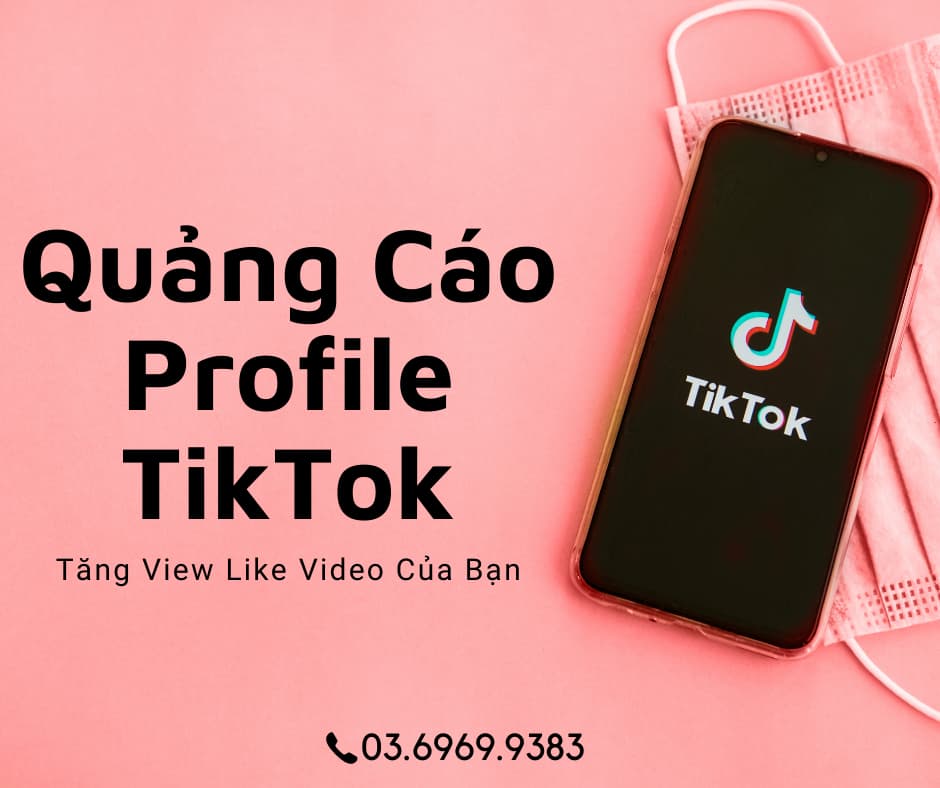 Quảng Cáo
Profile
TikTok
Tăng View Like Video Của Bạn
TikTok
03.6969.9383